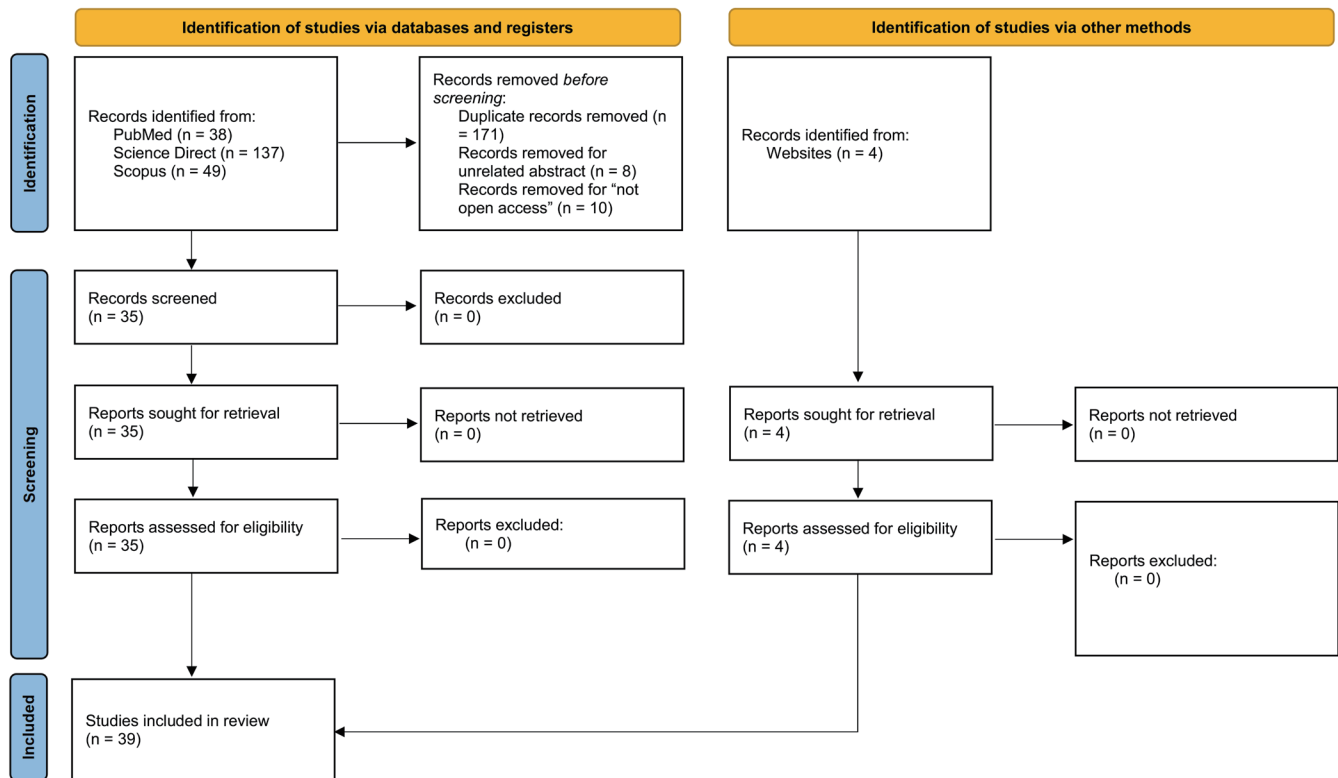 Identification of studies via databases and registers
Identification of studies via other methods
Identification
Records identified from:
PubMed (n = 38)
Science Direct (n = 137)
Scopus (n = 49)
Records removed before
screening:
Duplicate records removed (n
= 171)
Records removed for
unrelated abstract (n = 8)
Records removed for “not
open access” (n = 10)
Records identified from:
Websites (n = 4)
Screening
Records screened
(n = 35)
Records excluded
(n = 0)
Reports sought for retrieval
(n = 35)
Reports not retrieved
(n = 0)
Reports sought for retrieval
(n = 4)
Reports not retrieved
(n = 0)
Reports assessed for eligibility
(n = 35)
Reports excluded:
(n = 0)
Reports assessed for eligibility
(n = 4)
Reports excluded:
(n = 0)
Included
Studies included in review
(n = 39)